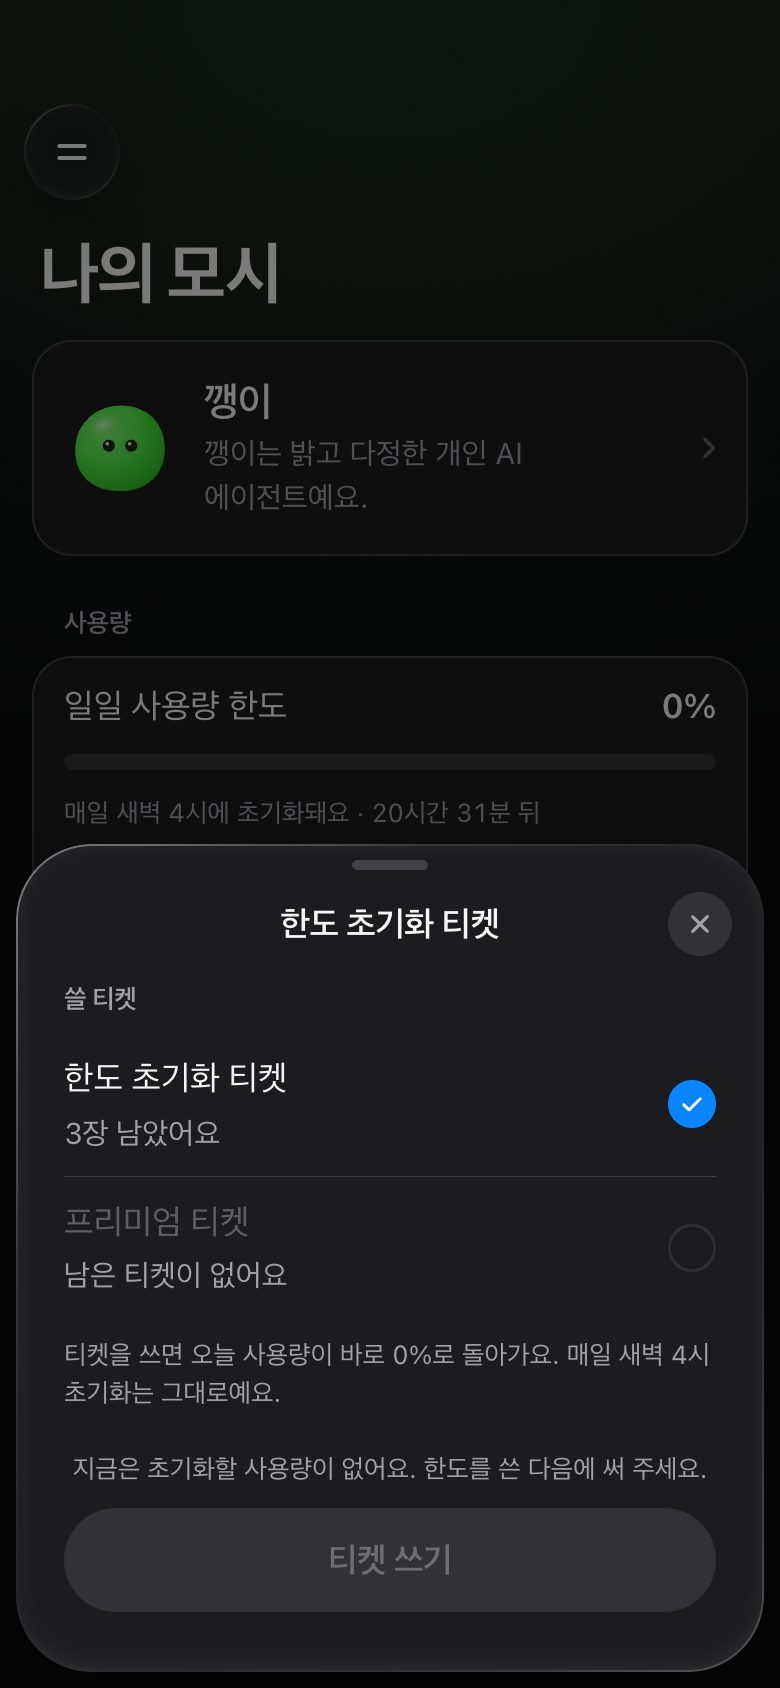 나의 모시
깽이
깽이는 밝고 다정한 개인 AI
에이전트예요.
사용량
일일 사용량 한도
0%
매일 새벽 4시에 초기화돼요 · 20시간 31분 뒤
한도 초기화 티켓
쓸 티켓
한도 초기화 티켓
3장 남았어요
프리미엄 티켓
남은 티켓이 없어요
티켓을 쓰면 오늘 사용량이 바로 0%로 돌아가요. 매일 새벽 4시
초기화는 그대로예요.
지금은 초기화할 사용량이 없어요. 한도를 쓴 다음에 써 주세요.
티켓 쓰기